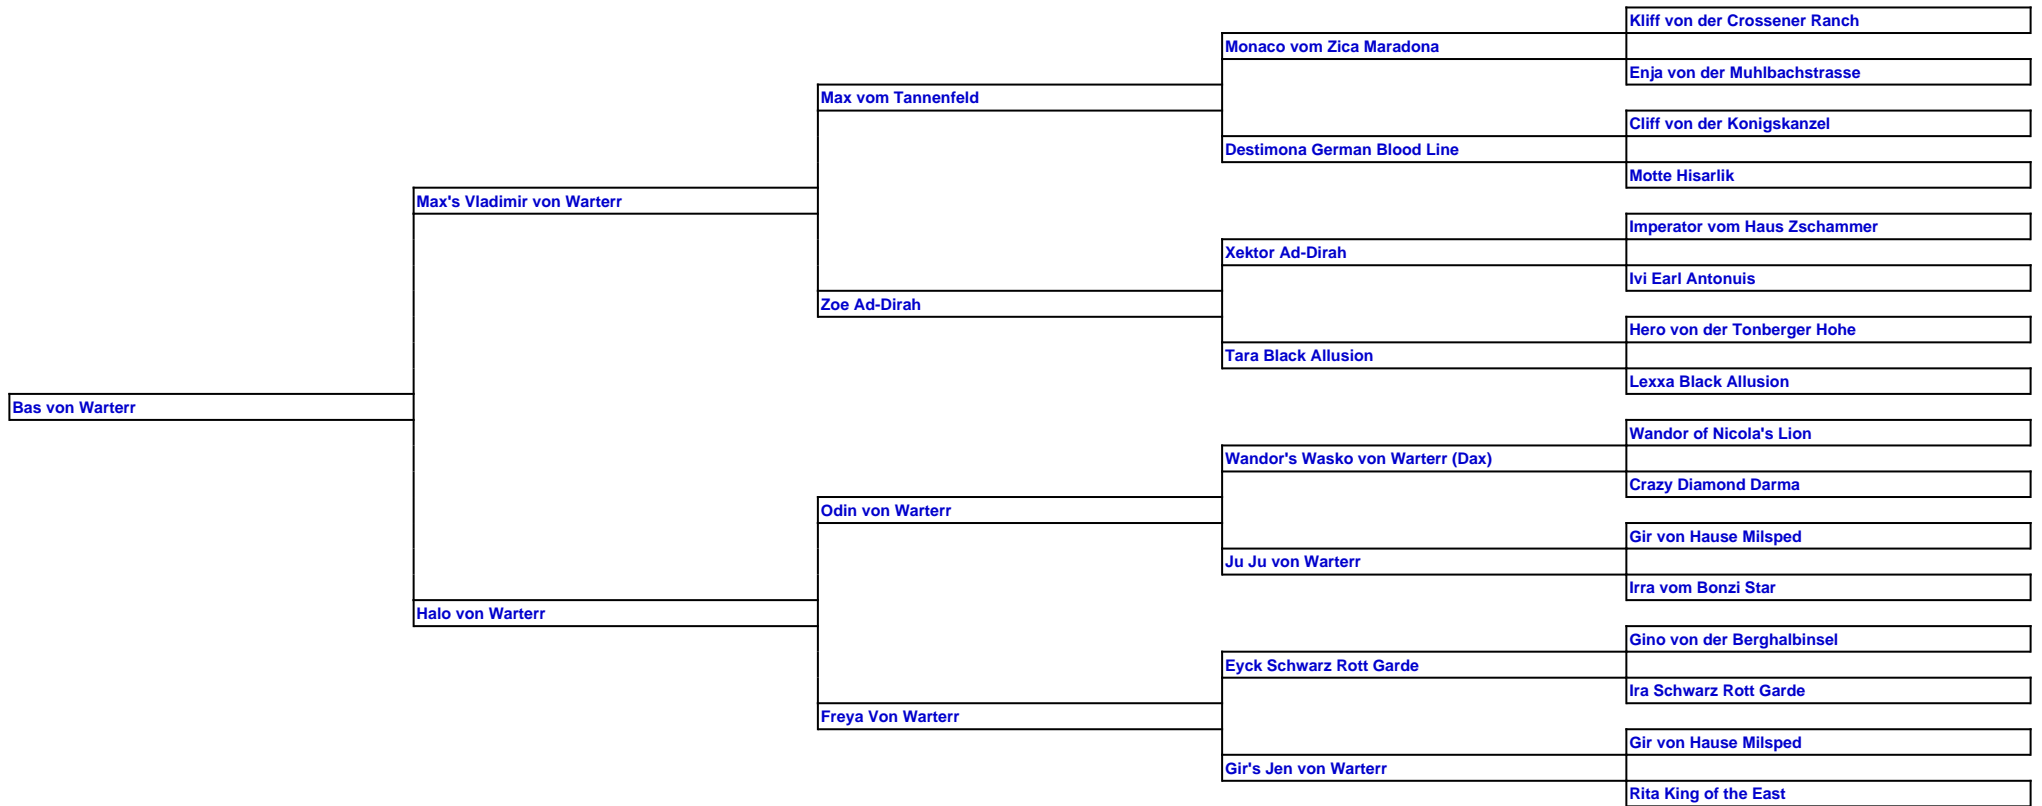 Kliff von der Crossener Ranch
Monaco vom Zica Maradona
Enja von der Muhlbachstrasse
Max vom Tannenfeld
Cliff von der Konigskanzel
Destimona German Blood Line
Motte Hisarlik
Max's Vladimir von Warterr
Imperator vom Haus Zschammer
Xektor Ad-Dirah
Ivi Earl Antonuis
Zoe Ad-Dirah
Hero von der Tonberger Hohe
Tara Black Allusion
Lexxa Black Allusion
Bas von Warterr
Wandor of Nicola's Lion
Wandor's Wasko von Warterr (Dax)
Crazy Diamond Darma
Odin von Warterr
Gir von Hause Milsped
Ju Ju von Warterr
Irra vom Bonzi Star
Halo von Warterr
Gino von der Berghalbinsel
Eyck Schwarz Rott Garde
Ira Schwarz Rott Garde
Freya Von Warterr
Gir von Hause Milsped
Gir's Jen von Warterr
Rita King of the East